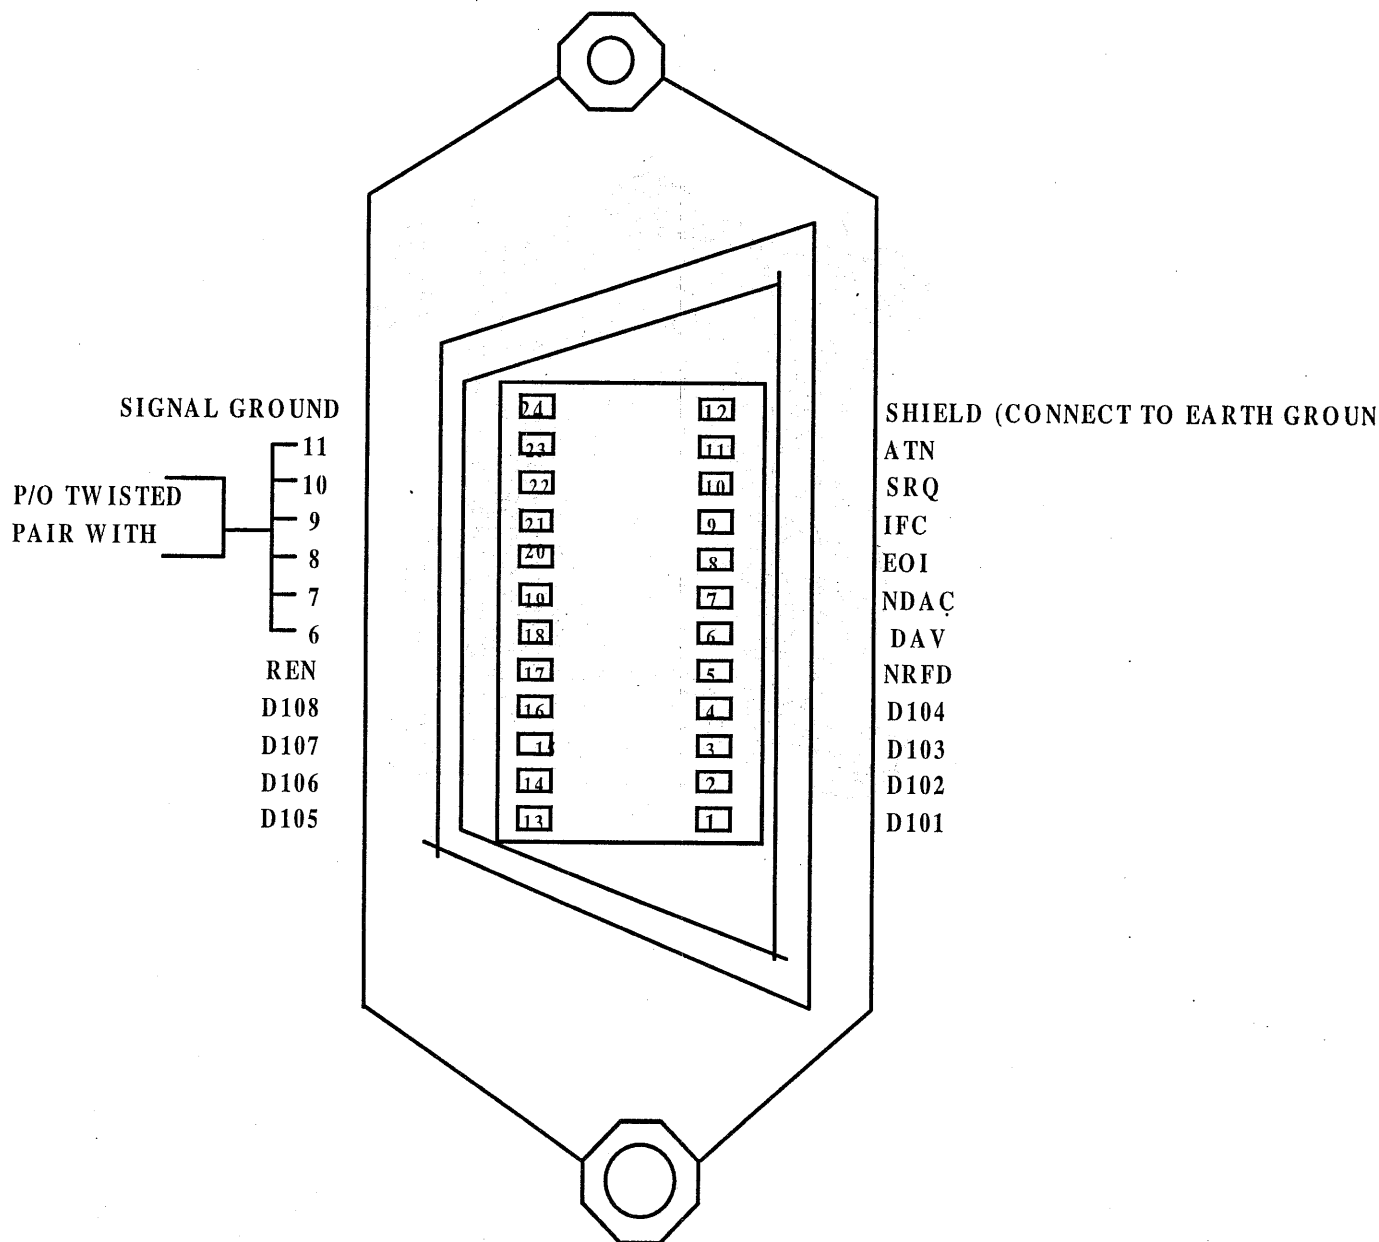 SIGNAL GROUND 24 12 SHIELD (CONNECT TO EARTH GROUN
11 23 11 ATN
10 22 10 SRQ
P/O TWISTED
PAIR WITH
9 21 9 IFC
8 20 8 EOI
7 19 7 NDAC
6 18 6 DAV
REN 17 5 NRFD
D108 16 4 D104
D107 15 3 D103
D106 14 2 D102
D105 13 1 D101